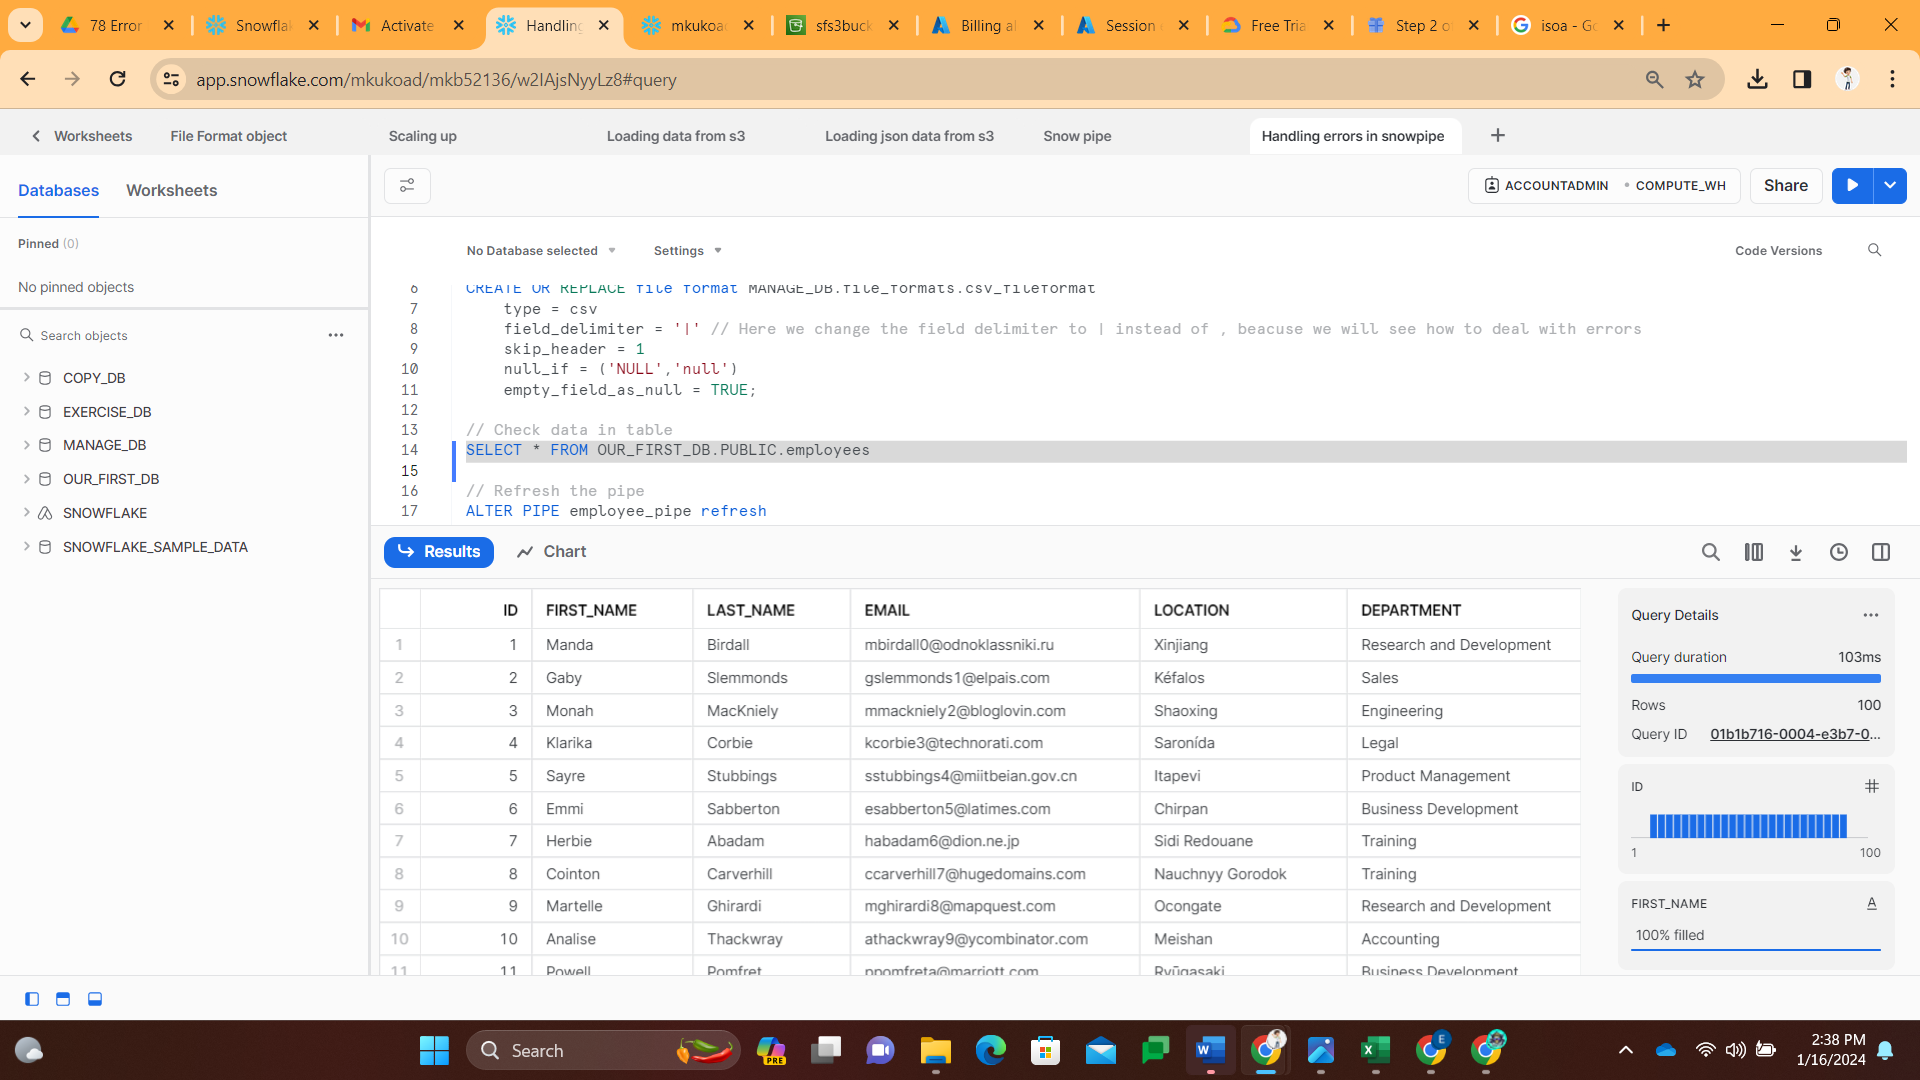 78 Error
Snowfla
Activate
Handling
mkukoad
sfs3buck
Billing al
Session
Free Tria
Step 2 o
isoa - Go
app.snowflake.com/mkukoad/mkb52136/w2IAjsNyyLz8#query
Worksheets
File Format object
Scaling up
Loading data from s3
Loading json data from s3
Snow pipe
Handling errors in snowpipe
Databases
Worksheets
ACCOUNTADMIN
COMPUTE_WH
Share
Pinned (0)
No pinned objects
Search objects
COPY_DB
EXERCISE_DB
MANAGE_DB
OUR_FIRST_DB
SNOWFLAKE
SNOWFLAKE_SAMPLE_DATA
No Database selected
Settings
Code Versions
6 CREATE OR REPLACE file format MANAGE_DB.file_formats.csv_fileformat
7 type = csv
8 field_delimiter = '|' // Here we change the field delimiter to | instead of , beacuse we will see how to deal with errors
9 skip_header = 1
10 null_if = ('NULL','null')
11 empty_field_as_null = TRUE;
12
13 // Check data in table
14 SELECT * FROM OUR_FIRST_DB.PUBLIC.employees
15
16 // Refresh the pipe
17 ALTER PIPE employee_pipe refresh
Results
Chart
ID FIRST_NAME LAST_NAME EMAIL LOCATION DEPARTMENT
1 1 Manda Birdall mbirdall0@odnoklassniki.ru Xinjiang Research and Development
2 2 Gaby Slemmonds gslemmonds1@elpais.com Kéfalos Sales
3 3 Monah MacKniely mmackniely2@bloglovin.com Shaoxing Engineering
4 4 Klarika Corbie kcorbie3@technorati.com Saronída Legal
5 5 Sayre Stubbings sstubbings4@miitbeian.gov.cn Itapevi Product Management
6 6 Emmi Sabberton esabberton5@latimes.com Chirpan Business Development
7 7 Herbie Abadam habadam6@dion.ne.jp Sidi Redouane Training
8 8 Cointon Carverhill ccarverhill7@hugedomains.com Nauchnyy Gorodok Training
9 9 Martelle Ghirardi mghirardi8@mapquest.com Ocongate Research and Development
10 10 Analise Thackwray athackwray9@ycombinator.com Meishan Accounting
11 11 Powell Pomfret ppomfreta@marriott.com Ryūgasaki Business Development
Query Details
Query duration 103ms
Rows 100
Query ID 01b1b716-0004-e3b7-0...
ID
1 100
FIRST_NAME
100% filled
Search
PRE
W
X
E
2:38 PM
1/16/2024